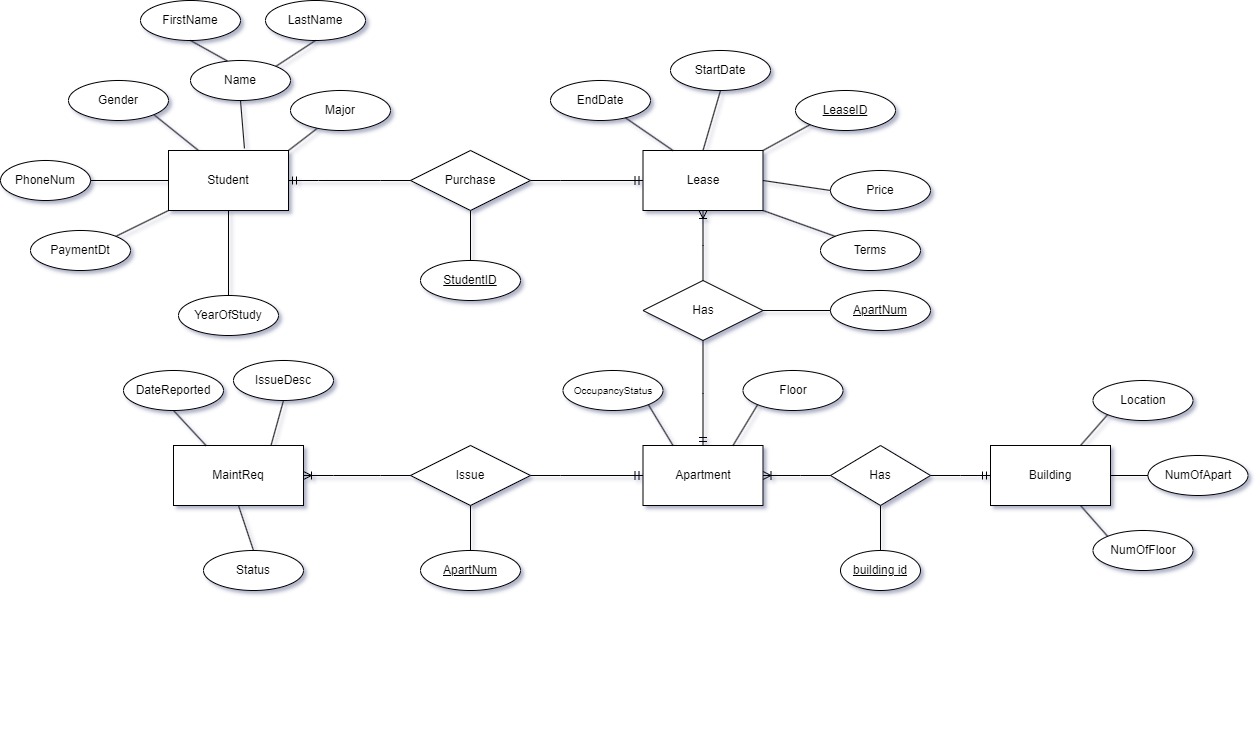 FirstName
LastName
Name
StartDate
Gender
EndDate
Major
LeaseID
PhoneNum
Student
Purchase
Lease
Price
PaymentDt
Terms
StudentID
YearOfStudy
Has
ApartNum
DateReported
IssueDesc
OccupancyStatus
Floor
Location
MaintReq
Issue
Apartment
Has
Building
NumOfApart
NumOfFloor
Status
ApartNum
building id